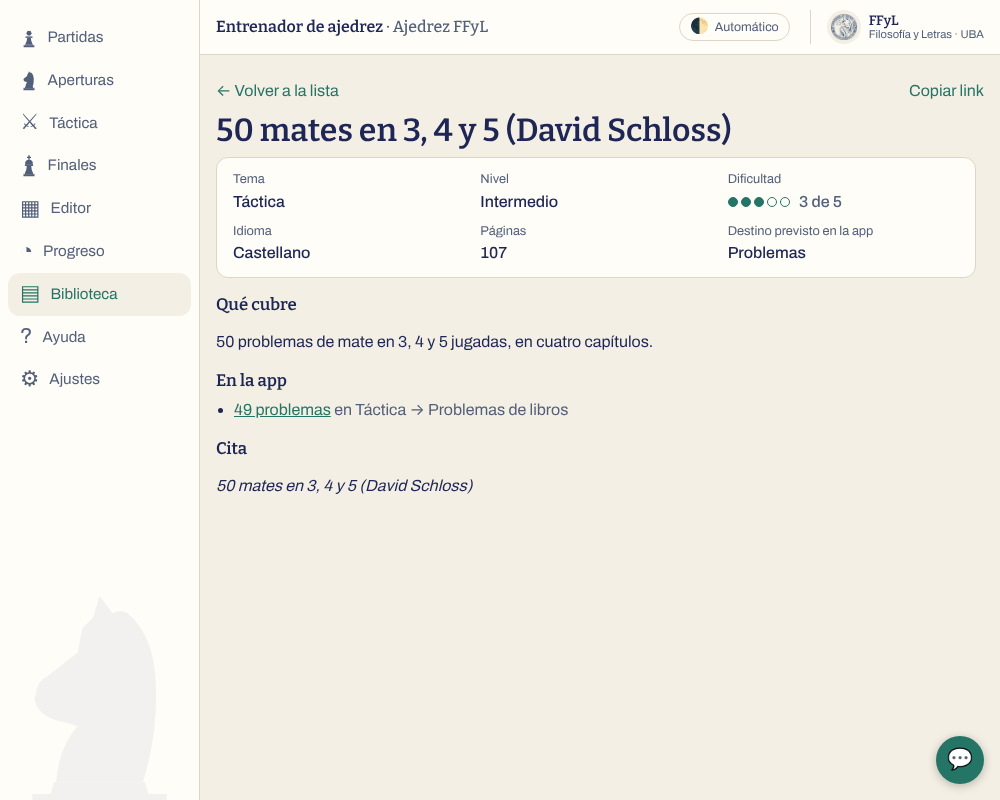 Partidas
Aperturas
Táctica
Finales
Editor
Progreso
Biblioteca
? Ayuda
Ajustes
Entrenador de ajedrez · Ajedrez FFyL
Automático
FFyL
Filosofía y Letras · UBA
← Volver a la lista
Copiar link
50 mates en 3, 4 y 5 (David Schloss)
Tema
Nivel
Dificultad
Táctica
Intermedio
3 de 5
Idioma
Páginas
Destino previsto en la app
Castellano
107
Problemas
Qué cubre
50 problemas de mate en 3, 4 y 5 jugadas, en cuatro capítulos.
En la app
• 49 problemas en Táctica → Problemas de libros
Cita
50 mates en 3, 4 y 5 (David Schloss)